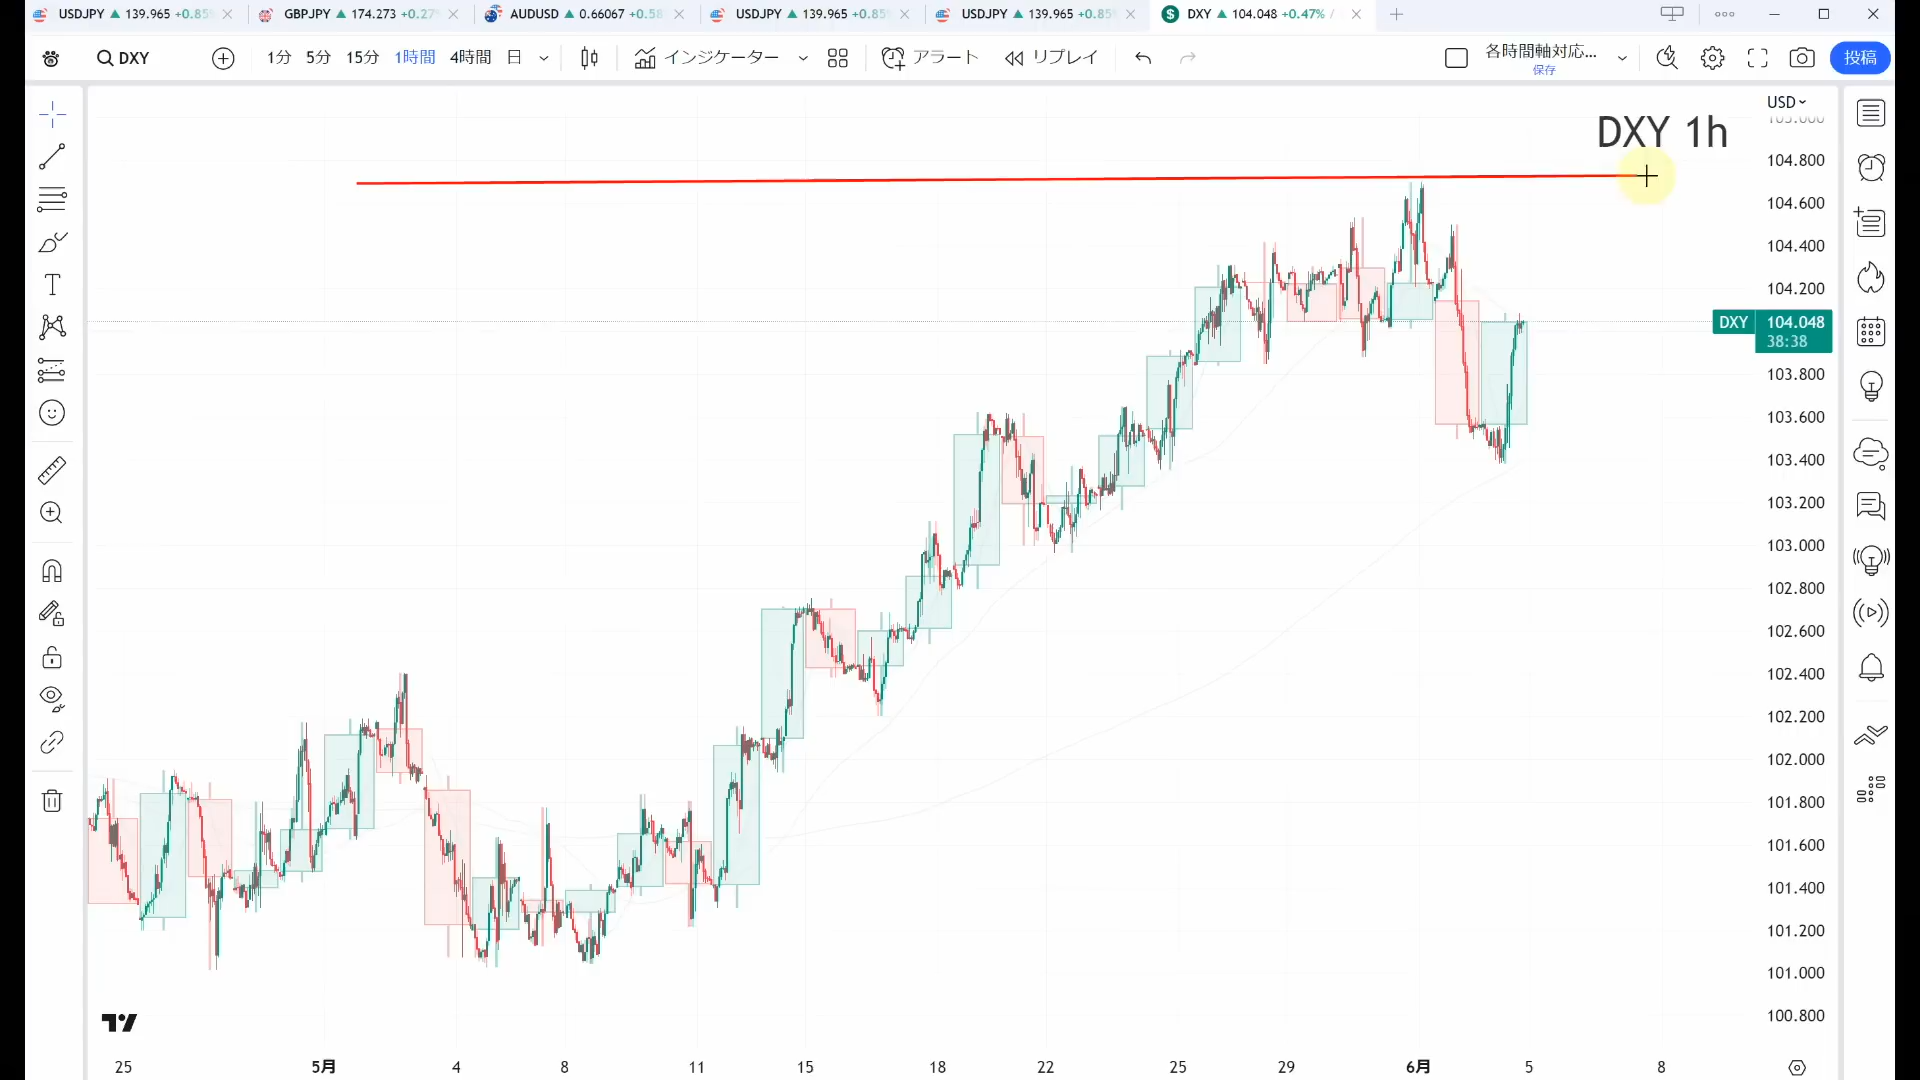 USDJPY ▲ 139.965 +0.85
GBPJPY ▲ 174.273 +0.27
AUDUSD ▲ 0.66067 +0.58
USDJPY ▲ 139.965 +0.85
USDJPY ▲ 139.965 +0.85
DXY ▲ 104.048 +0.47% /
DXY
1分 5分 15分 1時間 4時間 日
インジケーター
アラート
リプレイ
各時間軸対応...
保存
投稿
USD
DXY 1h
105.000
104.800
104.600
104.400
104.200
DXY 104.048
38:38
103.800
103.600
103.400
103.200
103.000
102.800
102.600
102.400
102.200
102.000
101.800
101.600
101.400
101.200
101.000
100.800
25 5月 4 8 11 15 18 22 25 29 6月 5 8